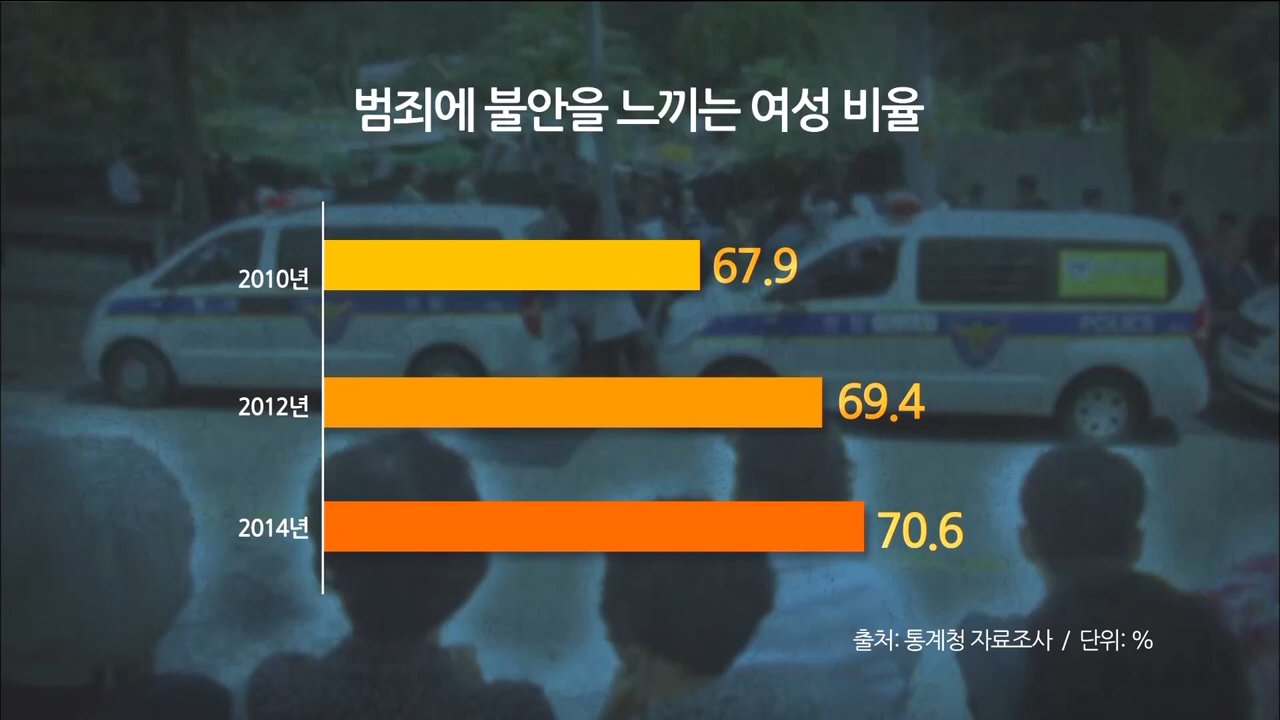 범죄에 불안을 느끼는 여성 비율
2010년 67.9
2012년 69.4
2014년 70.6
출처: 통계청 자료조사 / 단위: %
POLICE